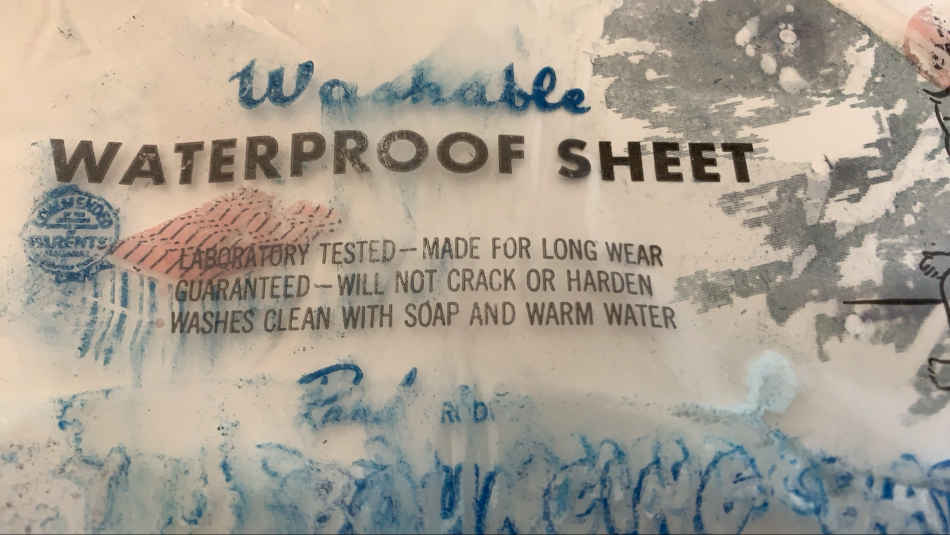 Washable
WATERPROOF SHEET
COMMENDED
PARENTS'
LABORATORY TESTED—MADE FOR LONG WEAR
GUARANTEED—WILL NOT CRACK OR HARDEN
WASHES CLEAN WITH SOAP AND WARM WATER